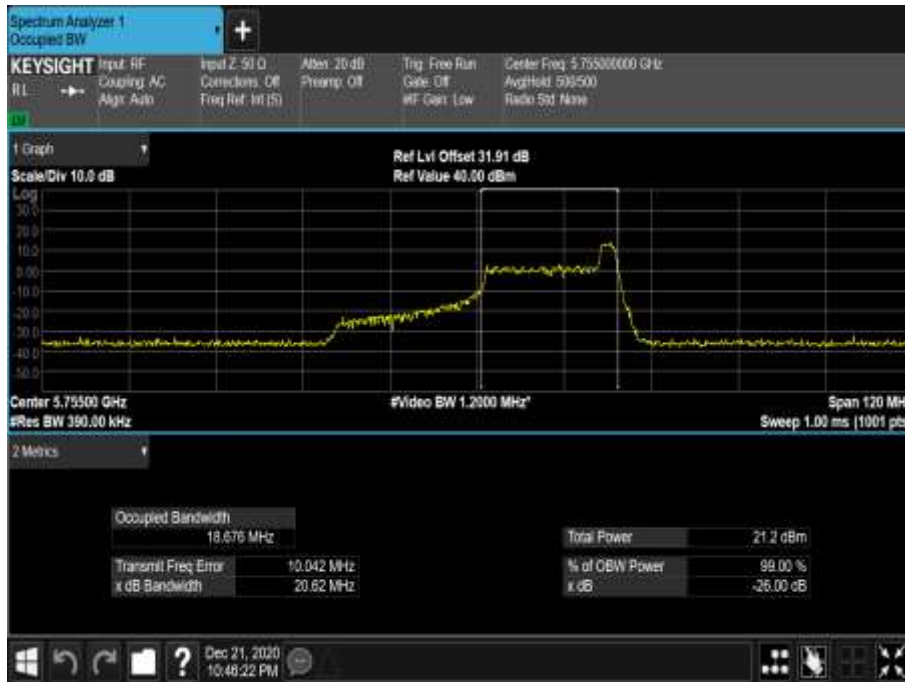 Spectrum Analyzer 1
Occupied BW
+
KEYSIGHT
RL
Input: RF
Coupling: AC
Align: Auto
Input Z: 50 Ω
Corrections: Off
Freq Ref: Int (S)
Atten: 20 dB
Preamp: Off
Trig: Free Run
Gate: Off
#IF Gain: Low
Center Freq: 5.755000000 GHz
Avg|Hold: 500/500
Radio Std: None
1 Graph
Scale/Div 10.0 dB
Ref Lvl Offset 31.91 dB
Ref Value 40.00 dBm
Log
30.0
20.0
10.0
0.00
-10.0
-20.0
-30.0
-40.0
-50.0
Center 5.75500 GHz
#Video BW 1.2000 MHz*
Span 120 MH
#Res BW 390.00 kHz
Sweep 1.00 ms (1001 pts
2 Metrics
Occupied Bandwidth
18.676 MHz
Total Power 21.2 dBm
Transmit Freq Error 10.042 MHz
% of OBW Power 99.00 %
x dB Bandwidth 20.62 MHz
x dB -26.00 dB
?
Dec 21, 2020
10:46:22 PM